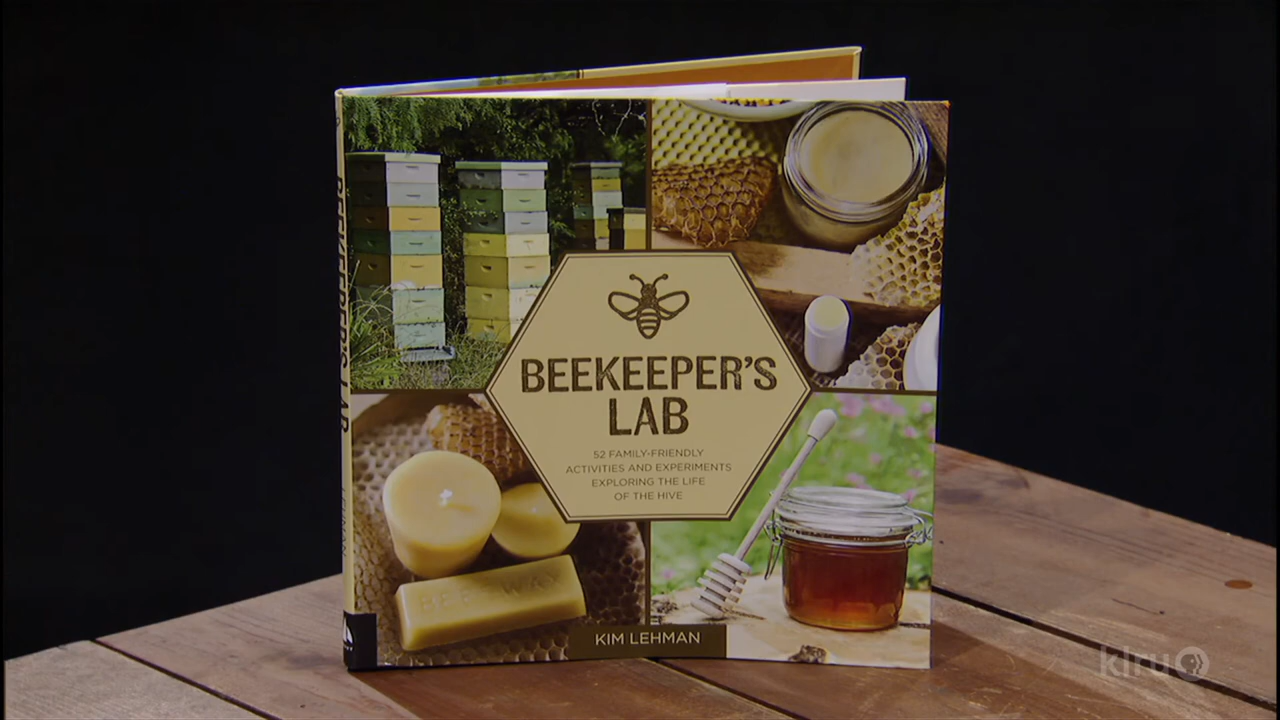 BEEKEEPER'S LAB
BEEKEEPER'S
LAB
52 FAMILY-FRIENDLY
ACTIVITIES AND EXPERIMENTS
EXPLORING THE LIFE
OF THE HIVE
BEESWAX
KIM LEHMAN
klru